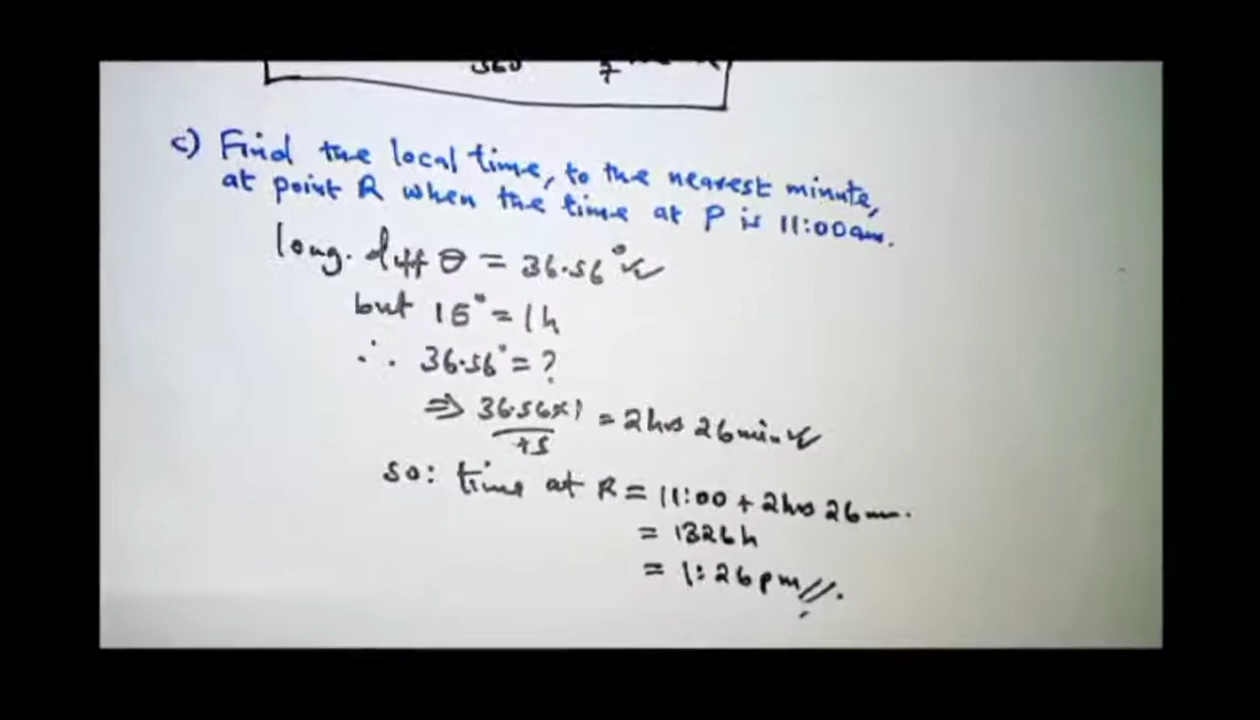 360 7
c) Find the local time, to the nearest minute,
at point R when the time at P is 11:00am.
long. diff θ = 36.56°
but 15° = 1h
∴ 36.56° = ?
⇒ 36.56×1 = 2hrs 26min
15
so: time at R = 11:00 + 2hrs 26min.
= 1326h
= 1:26pm//.